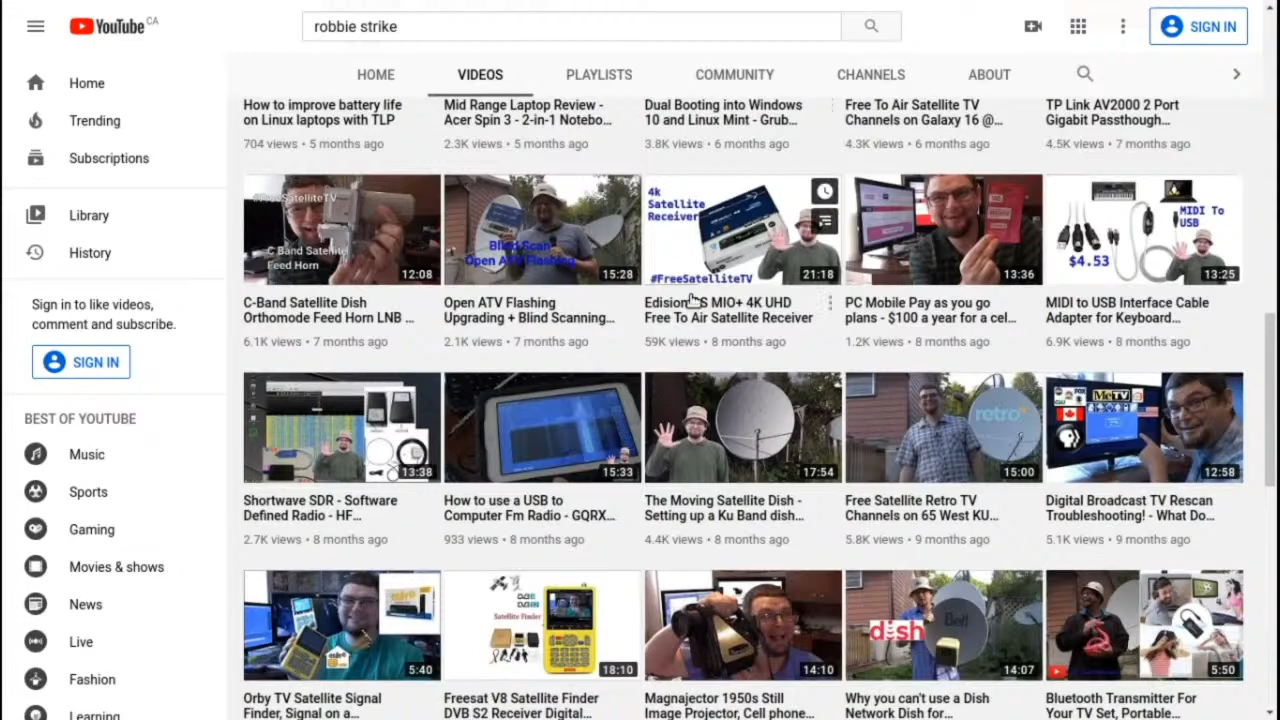 YouTube CA
robbie strike
SIGN IN
HOME
VIDEOS
PLAYLISTS
COMMUNITY
CHANNELS
ABOUT
Home
Trending
Subscriptions
Library
History
Sign in to like videos,
comment and subscribe.
SIGN IN
BEST OF YOUTUBE
Music
Sports
Gaming
Movies & shows
News
Live
Fashion
Learning
How to improve battery life
on Linux laptops with TLP
704 views • 5 months ago
Mid Range Laptop Review -
Acer Spin 3 - 2-in-1 Notebo...
2.3K views • 5 months ago
Dual Booting into Windows
10 and Linux Mint - Grub...
3.8K views • 6 months ago
Free To Air Satellite TV
Channels on Galaxy 16 @...
4.3K views • 6 months ago
TP Link AV2000 2 Port
Gigabit Passthough...
4.5K views • 7 months ago
#FreeSatelliteTV
C Band Satellite
Feed Horn
12:08
C-Band Satellite Dish
Orthomode Feed Horn LNB ...
6.1K views • 7 months ago
Blind Scan
Open ATV Flashing
15:28
Open ATV Flashing
Upgrading + Blind Scanning...
2.1K views • 7 months ago
4k
Satellite
Receiver
#FreeSatelliteTV
21:18
Edision OS MIO+ 4K UHD
Free To Air Satellite Receiver
59K views • 8 months ago
13:36
PC Mobile Pay as you go
plans - $100 a year for a cel...
1.2K views • 8 months ago
MIDI To
USB
$4.53
13:25
MIDI to USB Interface Cable
Adapter for Keyboard...
6.9K views • 8 months ago
13:38
Shortwave SDR - Software
Defined Radio - HF...
2.7K views • 8 months ago
15:33
How to use a USB to
Computer Fm Radio - GQRX...
933 views • 8 months ago
17:54
The Moving Satellite Dish -
Setting up a Ku Band dish...
4.4K views • 8 months ago
retro
15:00
Free Satellite Retro TV
Channels on 65 West KU...
5.8K views • 9 months ago
MeTV
12:58
Digital Broadcast TV Rescan
Troubleshooting! - What Do...
5.1K views • 9 months ago
5:40
Orby TV Satellite Signal
Finder, Signal on a...
Satellite Finder
18:10
Freesat V8 Satellite Finder
DVB S2 Receiver Digital...
14:10
Magnajector 1950s Still
Image Projector, Cell phone...
dish
Bell
14:07
Why you can't use a Dish
Network Dish for...
5:50
Bluetooth Transmitter For
Your TV Set, Portable...